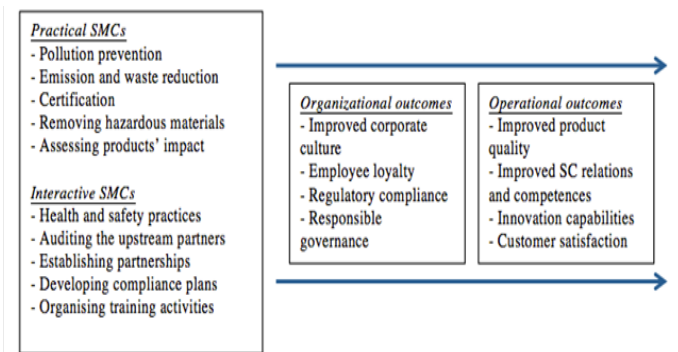 Practical SMCs
- Pollution prevention
- Emission and waste reduction
- Certification
- Removing hazardous materials
- Assessing products' impact
Interactive SMCs
- Health and safety practices
- Auditing the upstream partners
- Establishing partnerships
- Developing compliance plans
- Organising training activities
Organizational outcomes
- Improved corporate
culture
- Employee loyalty
- Regulatory compliance
- Responsible
governance
Operational outcomes
- Improved product
quality
- Improved SC relations
and competences
- Innovation capabilities
- Customer satisfaction